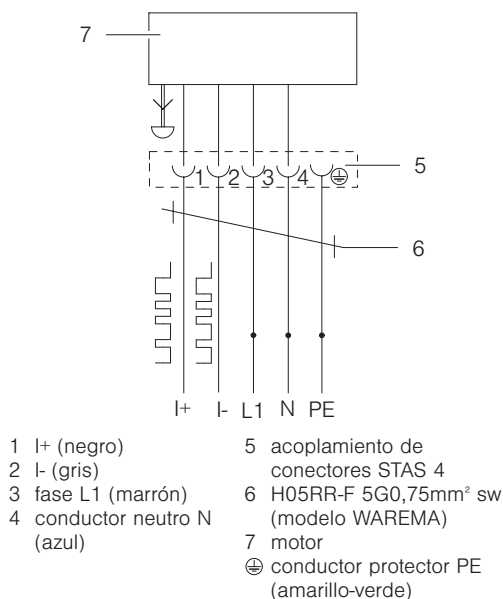 7
1 2 3 4
5
6
I+ I- L1 N PE
1 I+ (negro)
2 I- (gris)
3 fase L1 (marrón)
4 conductor neutro N
(azul)
5 acoplamiento de
conectores STAS 4
6 H05RR-F 5G0,75mm² sw
(modelo WAREMA)
7 motor
⏚ conductor protector PE
(amarillo-verde)